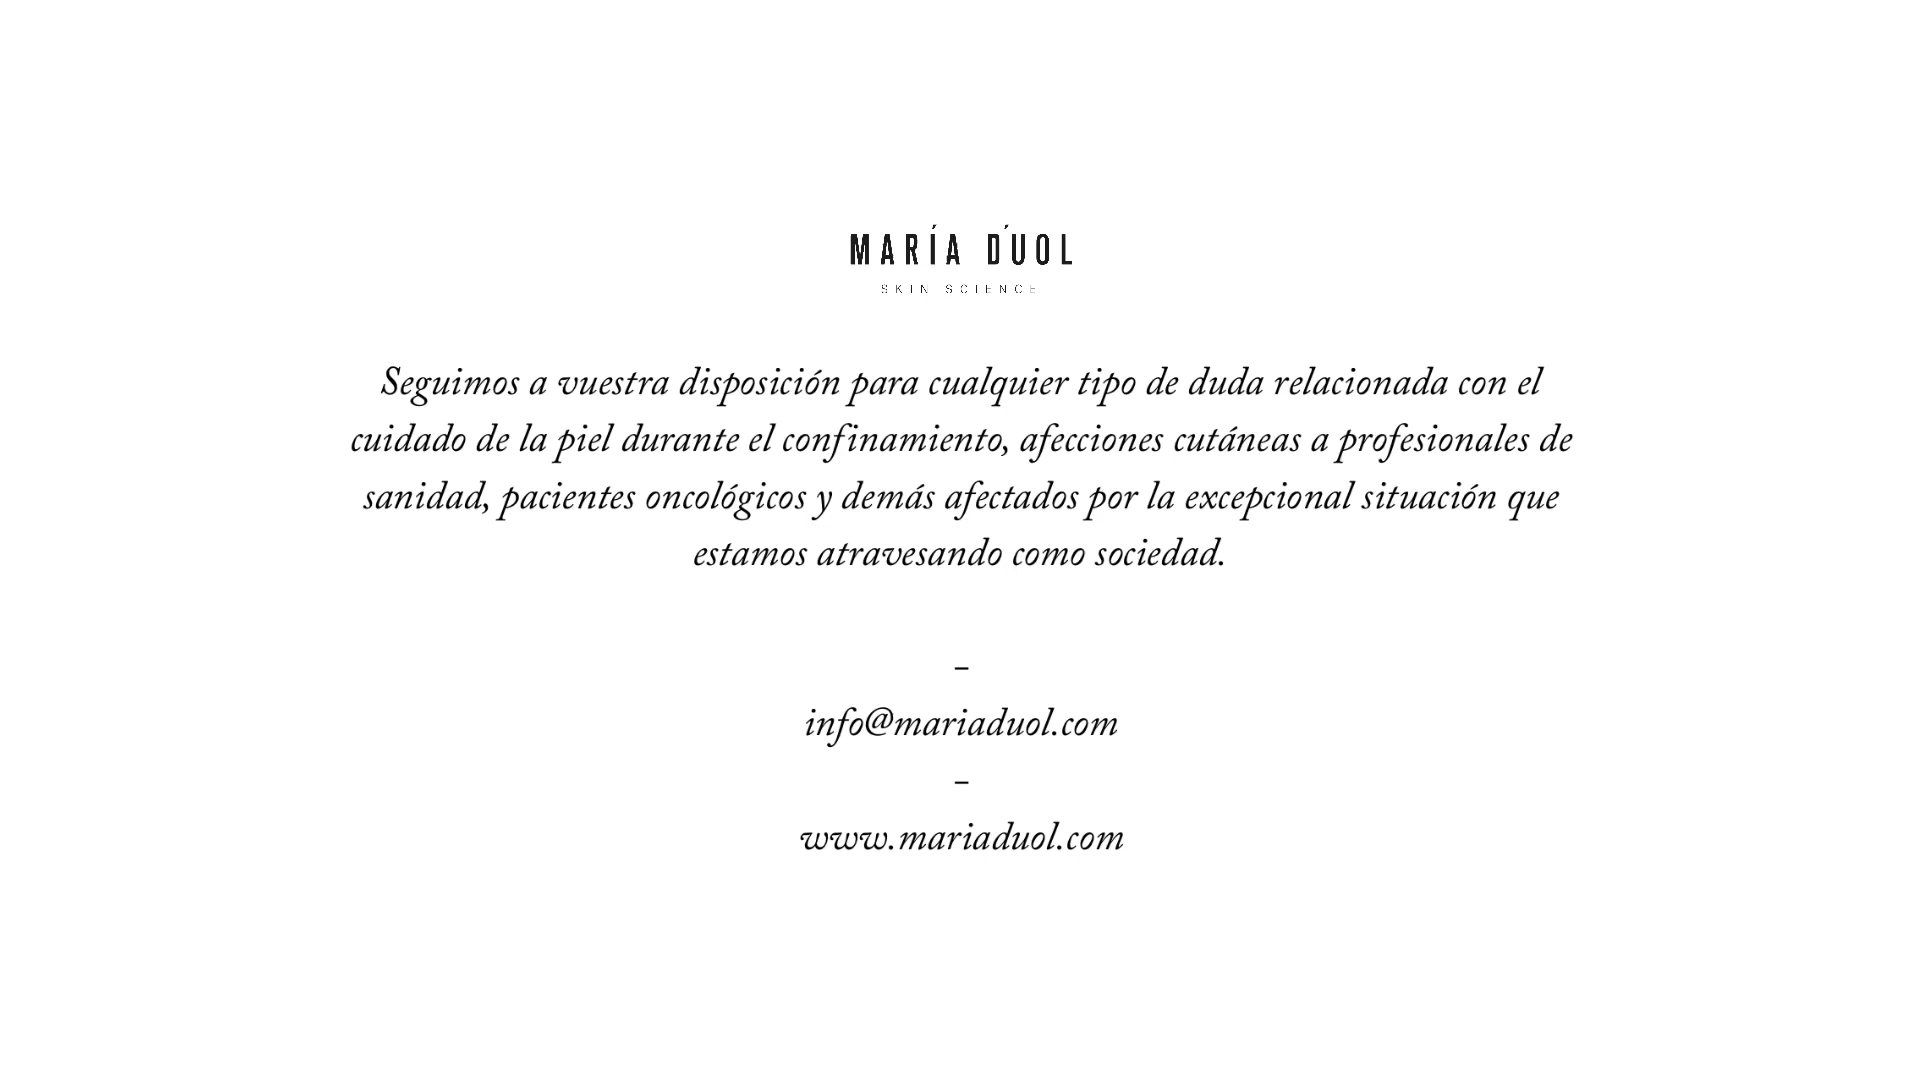 MARÍA D'UOL
SKIN SCIENCE
Seguimos a vuestra disposición para cualquier tipo de duda relacionada con el
cuidado de la piel durante el confinamiento, afecciones cutáneas a profesionales de
sanidad, pacientes oncológicos y demás afectados por la excepcional situación que
estamos atravesando como sociedad.
–
info@mariaduol.com
–
www.mariaduol.com